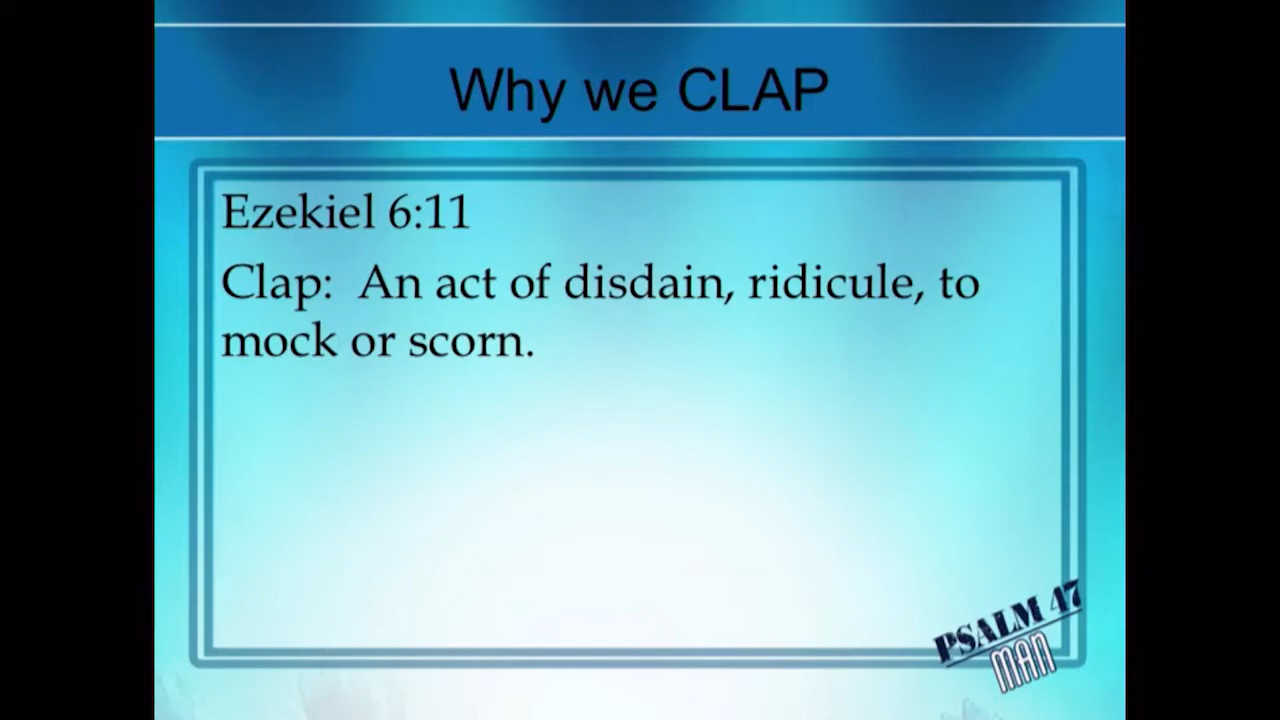 Why we CLAP
Ezekiel 6:11
Clap:  An act of disdain, ridicule, to
mock or scorn.
PSALM 47
MAN